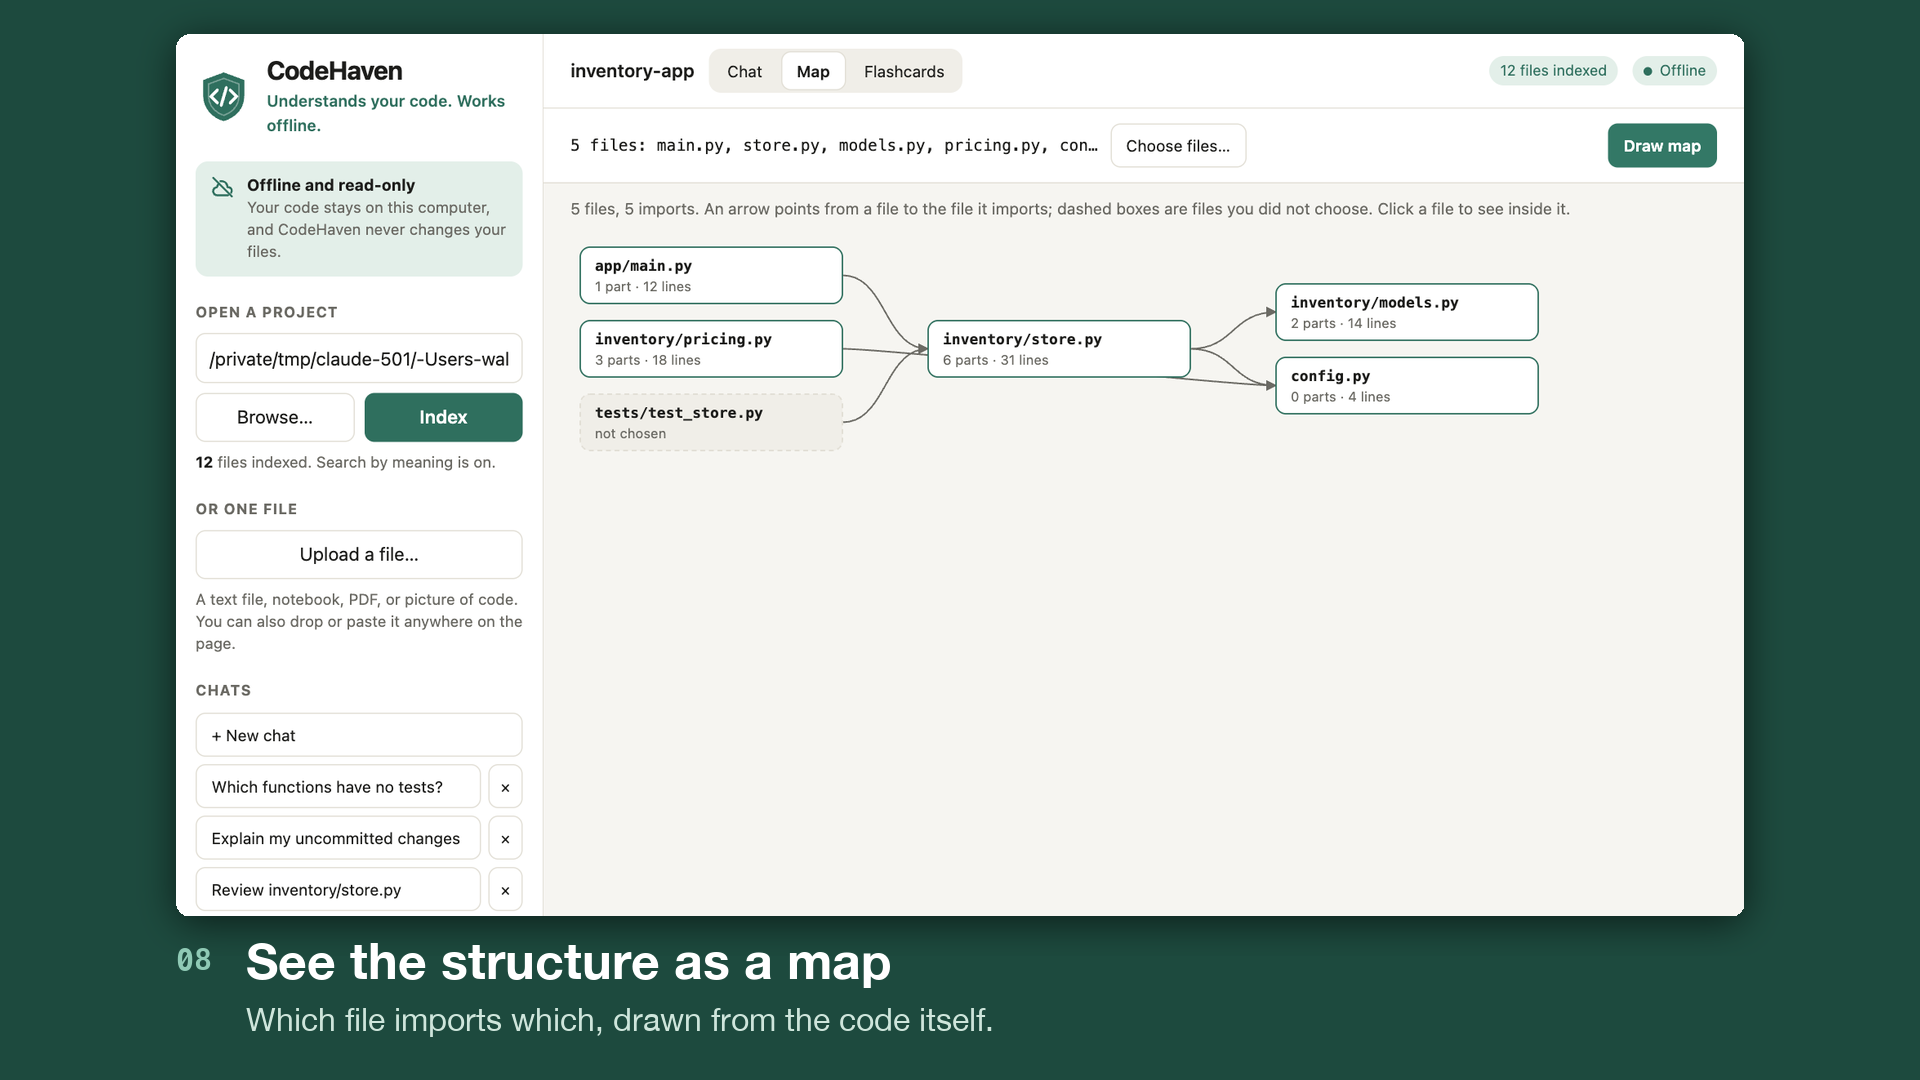 CodeHaven
Understands your code. Works
offline.
Offline and read-only
Your code stays on this computer,
and CodeHaven never changes your
files.
OPEN A PROJECT
/private/tmp/claude-501/-Users-wal
Browse...
Index
12 files indexed. Search by meaning is on.
OR ONE FILE
Upload a file...
A text file, notebook, PDF, or picture of code.
You can also drop or paste it anywhere on the
page.
CHATS
+ New chat
Which functions have no tests?
×
Explain my uncommitted changes
×
Review inventory/store.py
×
inventory-app
Chat
Map
Flashcards
12 files indexed
Offline
5 files: main.py, store.py, models.py, pricing.py, con…
Choose files...
Draw map
5 files, 5 imports. An arrow points from a file to the file it imports; dashed boxes are files you did not choose. Click a file to see inside it.
app/main.py
1 part · 12 lines
inventory/pricing.py
3 parts · 18 lines
tests/test_store.py
not chosen
inventory/store.py
6 parts · 31 lines
inventory/models.py
2 parts · 14 lines
config.py
0 parts · 4 lines
08
See the structure as a map
Which file imports which, drawn from the code itself.